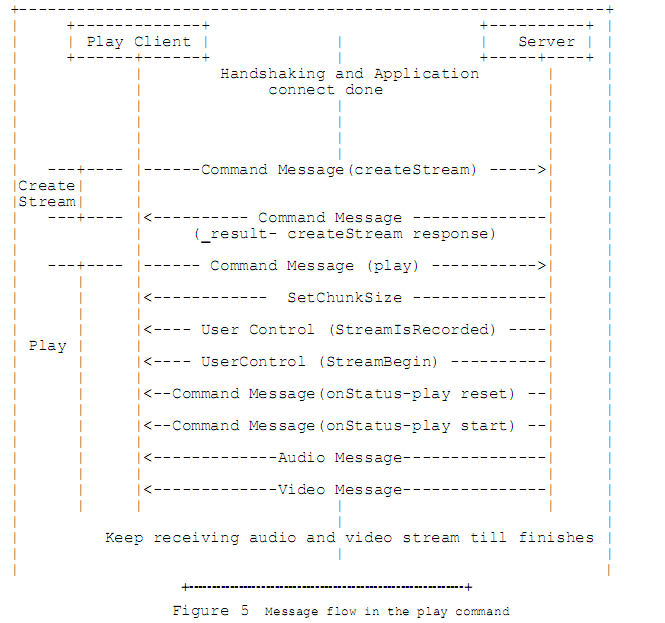 Play Client Server
Handshaking and Application
connect done
Command Message(createStream)
Create
Stream
Command Message
(_result- createStream response)
Command Message (play)
SetChunkSize
User Control (StreamIsRecorded)
Play
UserControl (StreamBegin)
Command Message(onStatus-play reset)
Command Message(onStatus-play start)
Audio Message
Video Message
Keep receiving audio and video stream till finishes
Figure 5 Message flow in the play command